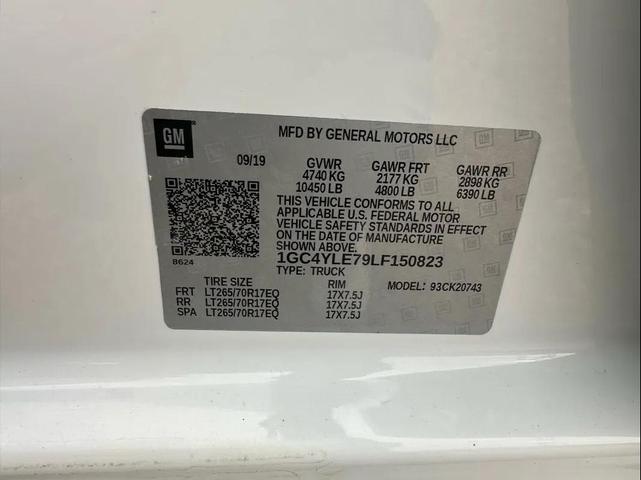 GM
MFD BY GENERAL MOTORS LLC
09/19 GVWR GAWR FRT GAWR RR
4740 KG 2177 KG 2898 KG
10450 LB 4800 LB 6390 LB
THIS VEHICLE CONFORMS TO ALL
APPLICABLE U.S. FEDERAL MOTOR
VEHICLE SAFETY STANDARDS IN EFFECT
ON THE DATE OF MANUFACTURE
SHOWN ABOVE.
1GC4YLE79LF150823
8624
TYPE: TRUCK
TIRE SIZE RIM MODEL: 93CK20743
FRT LT265/70R17EQ 17X7.5J
RR LT265/70R17EQ 17X7.5J
SPA LT265/70R17EQ 17X7.5J